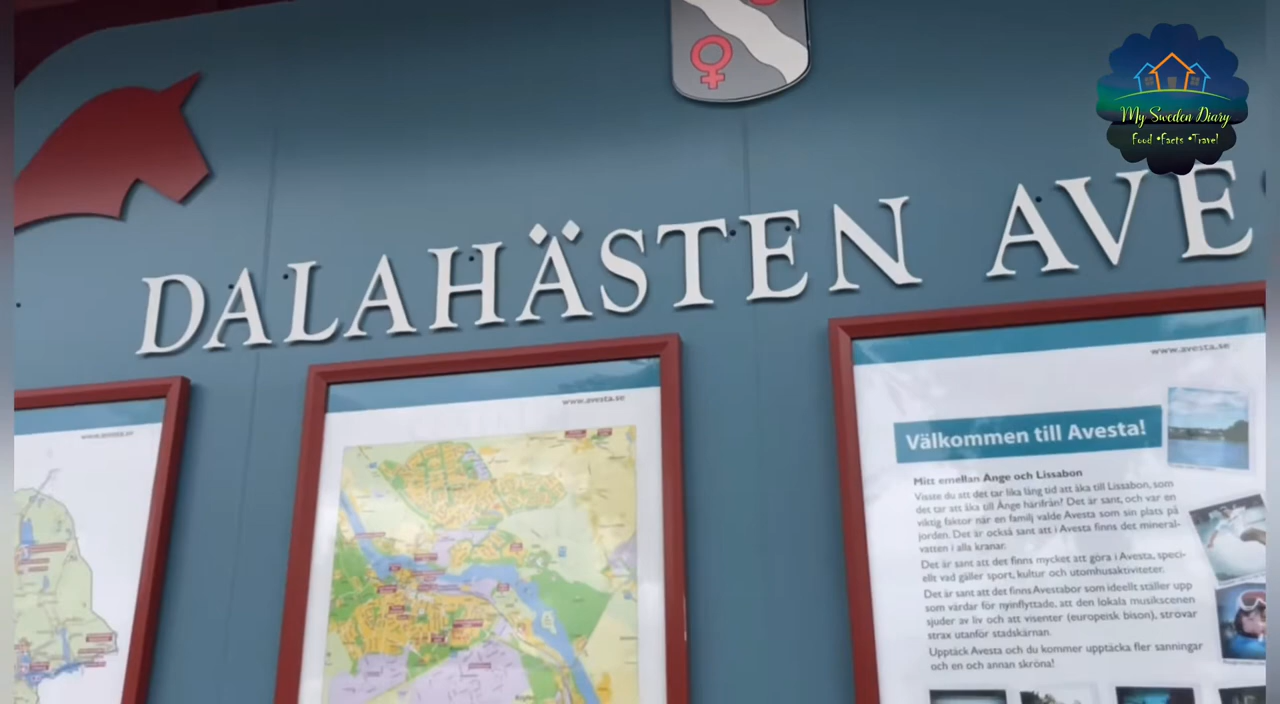 My Sweden Diary
Food •Facts •Travel
DALAHÄSTEN AVE
www.avesta.se
www.avesta.se
www.avesta.se
Välkommen till Avesta!
Mitt emellan Ånge och Lissabon
Visste du att det tar lika lång tid att åka till Lissabon, som
det tar att åka till Ånge härifrån? Det är sant, och var en
viktig faktor när en familj valde Avesta som sin plats på
jorden. Det är också sant att i Avesta finns det mineral-
vatten i alla kranar.
Det är sant att det finns mycket att göra i Avesta, speci-
ellt vad gäller sport, kultur och utomhusaktiviteter.
Det är sant att det finns Avestabor som ideellt ställer upp
som värdar för nyinflyttade, att den lokala musikscenen
sjuder av liv och att visenter (europeisk bison), strövar
strax utanför stadskärnan.
Upptäck Avesta och du kommer upptäcka fler sanningar
och en och annan skröna!